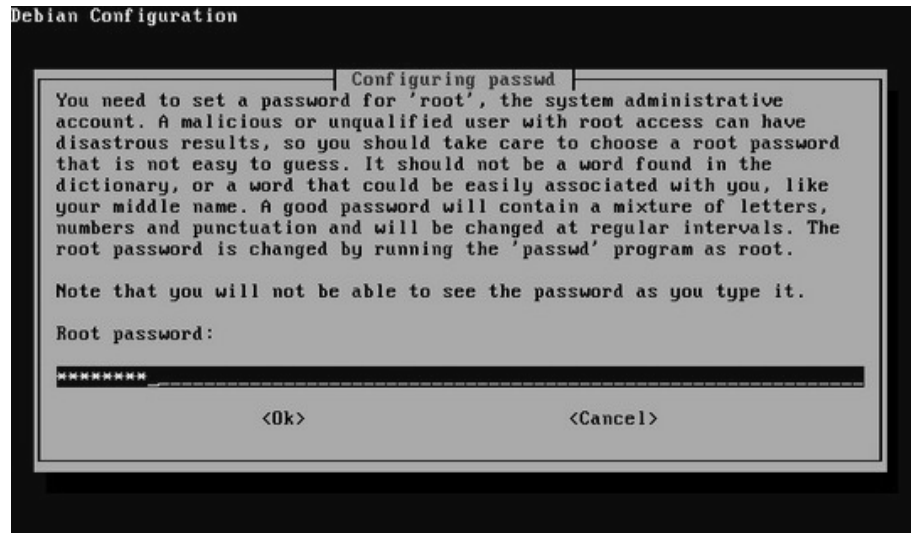 Debian Configuration
Configuring passwd
You need to set a password for 'root', the system administrative
account. A malicious or unqualified user with root access can have
disastrous results, so you should take care to choose a root password
that is not easy to guess. It should not be a word found in the
dictionary, or a word that could be easily associated with you, like
your middle name. A good password will contain a mixture of letters,
numbers and punctuation and will be changed at regular intervals. The
root password is changed by running the 'passwd' program as root.
Note that you will not be able to see the password as you type it.
Root password:
********
<Ok> <Cancel>